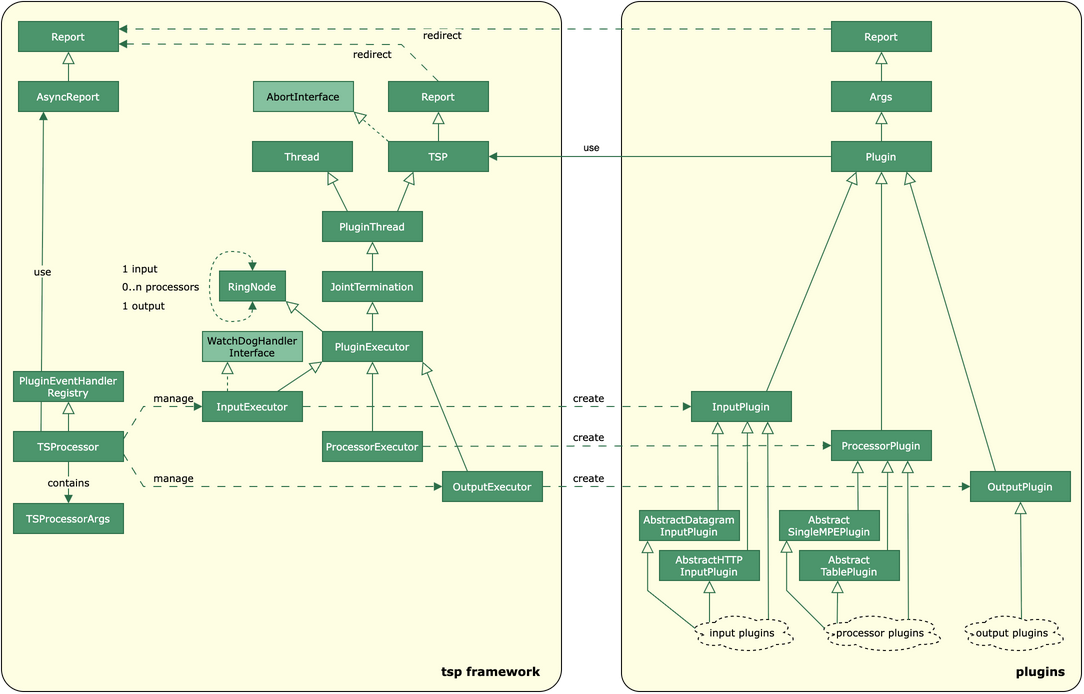 Report
redirect
Report
redirect
AsyncReport
AbortInterface
Report
Args
Thread
TSP
use
Plugin
PluginThread
use
1 input
0..n processors
1 output
RingNode
JointTermination
WatchDogHandler
Interface
PluginExecutor
PluginEventHandler
Registry
manage
InputExecutor
create
InputPlugin
TSProcessor
ProcessorExecutor
create
ProcessorPlugin
contains
manage
OutputExecutor
create
OutputPlugin
TSProcessorArgs
AbstractDatagram
InputPlugin
Abstract
SingleMPEPlugin
AbstractHTTP
InputPlugin
Abstract
TablePlugin
input plugins
processor plugins
output plugins
tsp framework
plugins